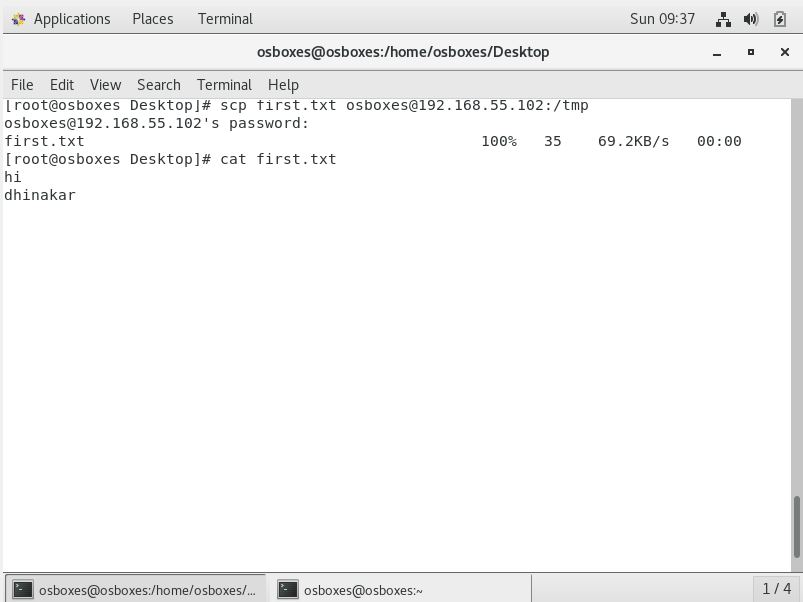 Applications Places Terminal Sun 09:37
osboxes@osboxes:/home/osboxes/Desktop
File Edit View Search Terminal Help
[root@osboxes Desktop]# scp first.txt osboxes@192.168.55.102:/tmp
osboxes@192.168.55.102's password:
first.txt 100% 35 69.2KB/s 00:00
[root@osboxes Desktop]# cat first.txt
hi
dhinakar
osboxes@osboxes:/home/osboxes/... osboxes@osboxes:~ 1 / 4